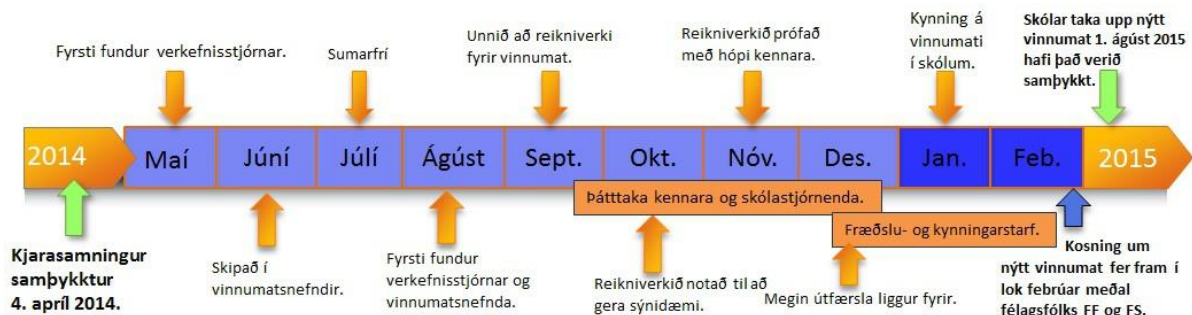 Fyrsti fundur verkefnisstjórnar.
Sumarfrí
Unnið að reikniverki
fyrir vinnumat.
Reikniverkið prófað
með hópi kennara.
Kynning á
vinnumati
í skólum.
Skólar taka upp nýtt
vinnumat 1. ágúst 2015
hafi það verið
samþykkt.
2014
Maí
Júní
Júlí
Ágúst
Sept.
Okt.
Nóv.
Des.
Jan.
Feb.
2015
Þátttaka kennara og skólastjórnenda.
Fræðslu- og kynningarstarf.
Kjarasamningur
samþykktur
4. apríl 2014.
Skipað í
vinnumatsnefndir.
Fyrsti fundur
verkefnisstjórnar og
vinnumatsnefnda.
Reikniverkið notað til að
gera sýnidæmi.
Megin útfærsla liggur fyrir.
Kosning um
nýtt vinnumat fer fram í
lok febrúar meðal
félagsfólks FF og FS.